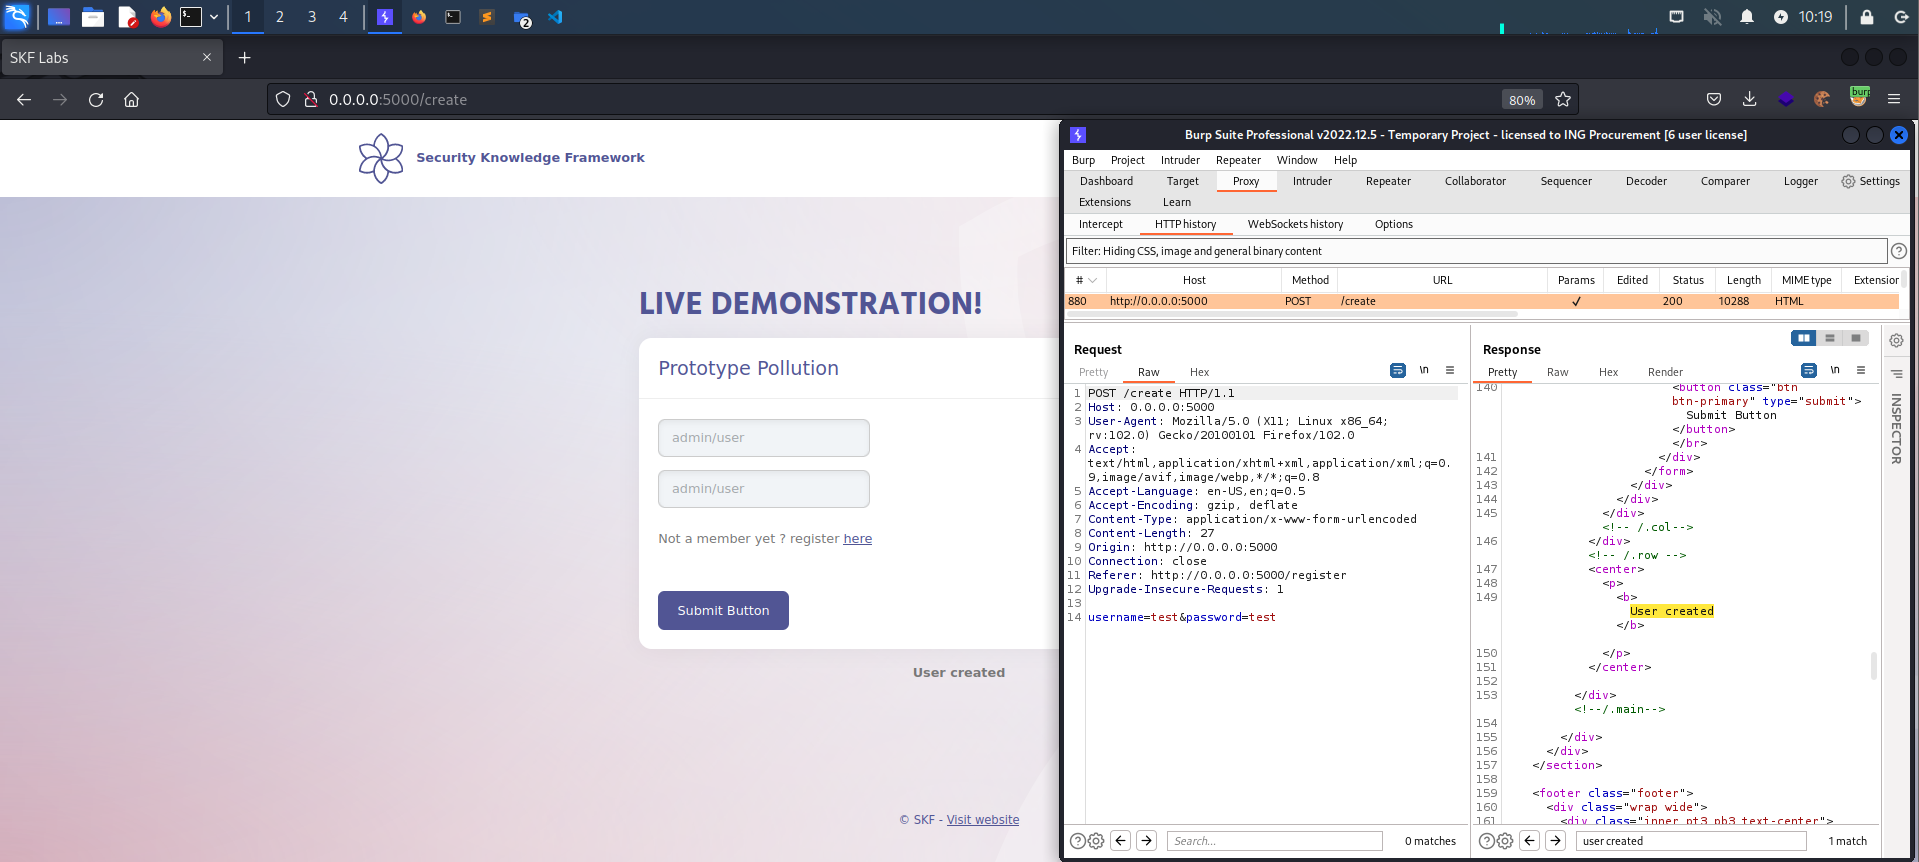 1 2 3 4
2
10:19
SKF Labs
0.0.0.0:5000/create
80%
burp
Security Knowledge Framework
LIVE DEMONSTRATION!
Prototype Pollution
admin/user
admin/user
Not a member yet ? register here
Submit Button
User created
© SKF - Visit website
Burp Suite Professional v2022.12.5 - Temporary Project - licensed to ING Procurement [6 user license]
Burp Project Intruder Repeater Window Help
Dashboard Target Proxy Intruder Repeater Collaborator Sequencer Decoder Comparer Logger Settings
Extensions Learn
Intercept HTTP history WebSockets history Options
Filter: Hiding CSS, image and general binary content
# Host Method URL Params Edited Status Length MIME type Extension
880 http://0.0.0.0:5000 POST /create ✓ 200 10288 HTML
Request
Pretty Raw Hex \n
1 POST /create HTTP/1.1
2 Host: 0.0.0.0:5000
3 User-Agent: Mozilla/5.0 (X11; Linux x86_64;
rv:102.0) Gecko/20100101 Firefox/102.0
4 Accept:
text/html,application/xhtml+xml,application/xml;q=0.
9,image/avif,image/webp,*/*;q=0.8
5 Accept-Language: en-US,en;q=0.5
6 Accept-Encoding: gzip, deflate
7 Content-Type: application/x-www-form-urlencoded
8 Content-Length: 27
9 Origin: http://0.0.0.0:5000
10 Connection: close
11 Referer: http://0.0.0.0:5000/register
12 Upgrade-Insecure-Requests: 1
13
14 username=test&password=test
Search... 0 matches
Response
Pretty Raw Hex Render \n
140 <button class="btn
btn-primary" type="submit">
Submit Button
</button>
</br>
141 </div>
142 </form>
143 </div>
144 </div>
145 </div>
<!-- /.col-->
146 </div>
<!-- /.row -->
147 <center>
148 <p>
149 <b>
User created
</b>
150 </p>
151 </center>
152
153 </div>
<!--/.main-->
154
155 </div>
156 </div>
157 </section>
158
159 <footer class="footer">
160 <div class="wrap wide">
161 <div class="inner pt3 pb3 text-center">
user created 1 match
INSPECTOR